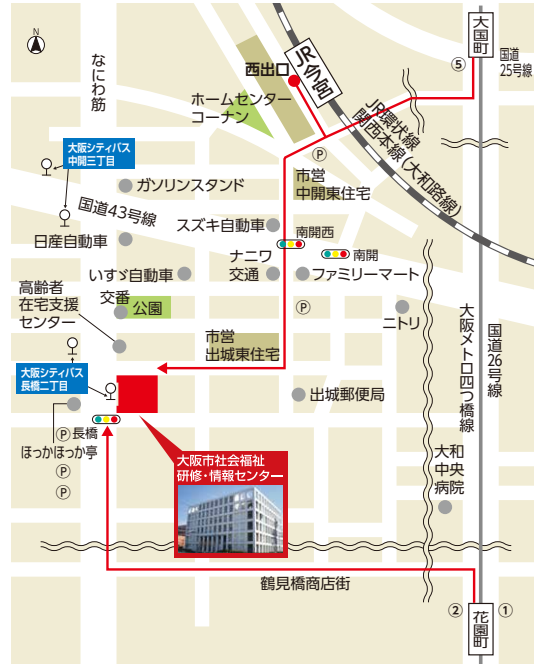 N
なにわ筋
西出口
JR今宮
大国町
⑤
国道
25号線
ホームセンター
コーナン
JR環状線
関西本線(大和路線)
大阪シティバス
中開三丁目
Ⓟ
市営
中開東住宅
ガソリンスタンド
国道43号線
スズキ自動車
南開西
南開
日産自動車
ナニワ
交通
ファミリーマート
いすゞ自動車
高齢者
在宅支援
センター
交番
公園
Ⓟ
ニトリ
大阪メトロ四つ橋線
国道26号線
市営
出城東住宅
大阪シティバス
長橋二丁目
出城郵便局
Ⓟ
長橋
ほっかほっか亭
Ⓟ
Ⓟ
大阪市社会福祉
研修・情報センター
大和
中央
病院
鶴見橋商店街
②
花園町
①